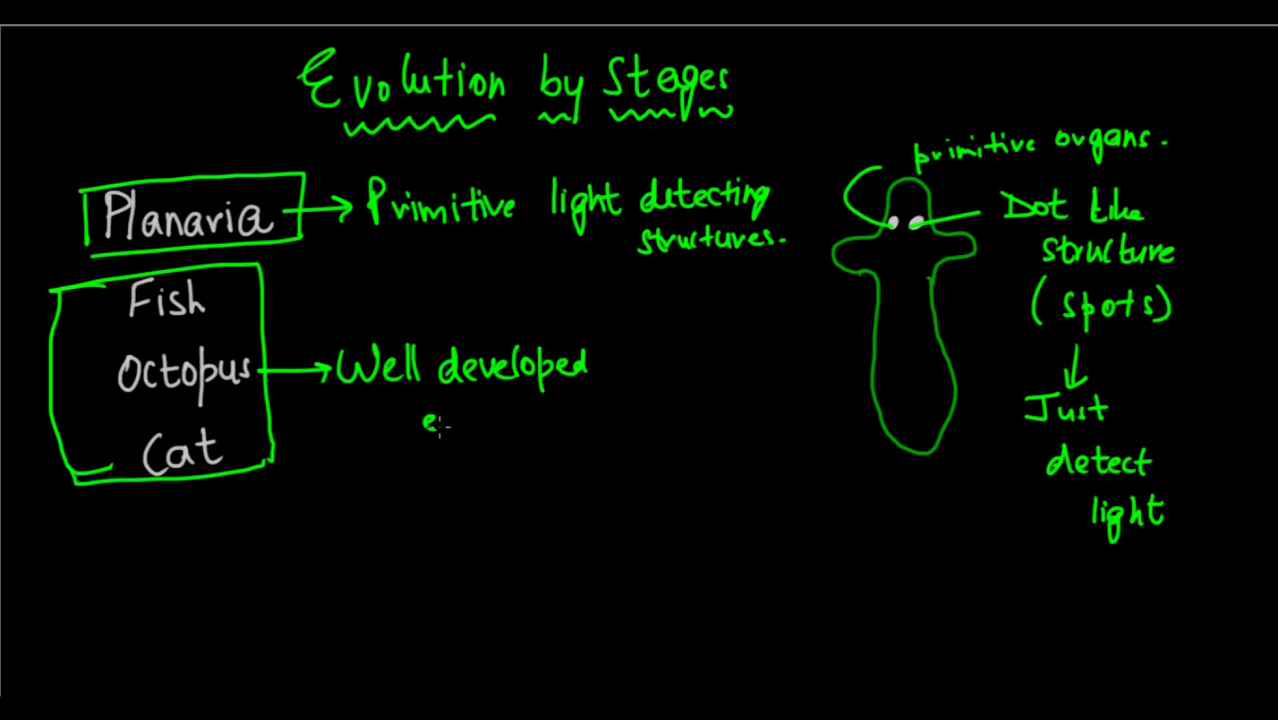 Evolution by Stages
Planaria → Primitive light detecting
structures.
Fish
Octopus → Well developed
e
Cat
primitive organs.
Dot like
structure
(spots)
↓
Just
detect
light